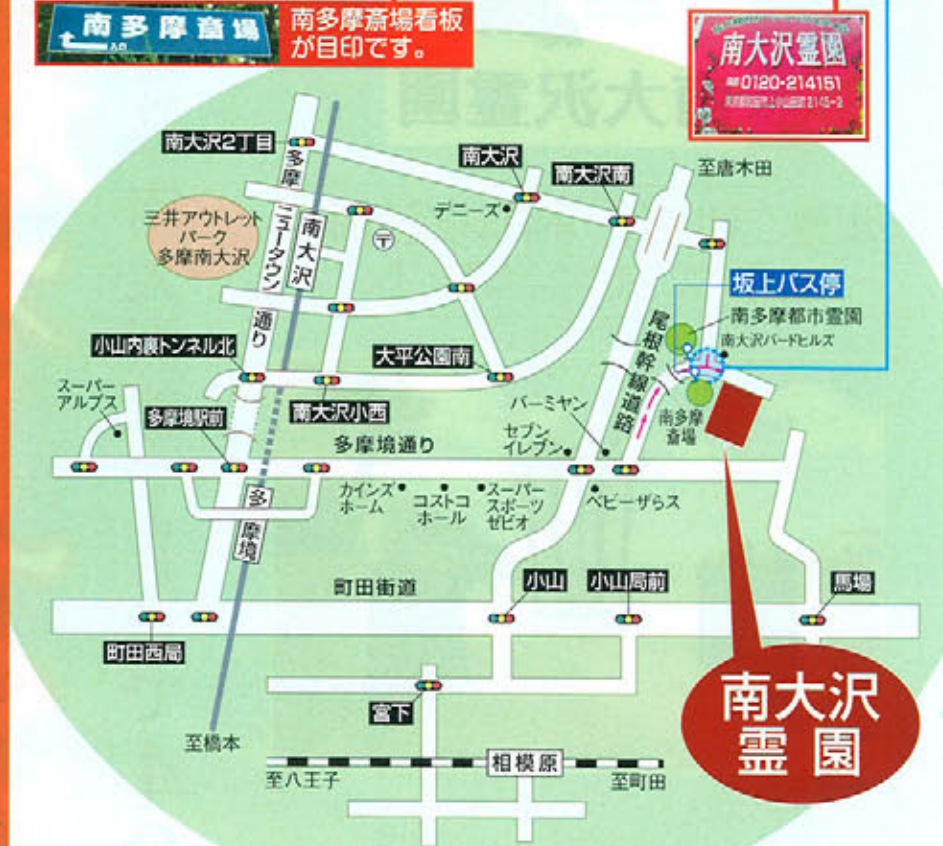 南多摩斎場
入口
南多摩斎場看板
が目印です。
南大沢霊園
0120-214151
南大沢2丁目
南大沢
南大沢南
至唐木田
デニーズ
三井アウトレット
パーク
多摩南大沢
多摩ニュータウン通り
南大沢
〒
坂上バス停
南多摩都市霊園
南大沢バードヒルズ
尾根幹線道路
小山内裏トンネル北
大平公園南
スーパー
アルプス
南大沢小西
バーミヤン
多摩境駅前
多摩境通り
セブン
イレブン
南多摩
斎場
カインズ
ホーム
コストコ
ホール
スーパー
スポーツ
ゼビオ
ベビーザらス
多摩境
町田街道
小山
小山局前
馬場
町田西局
宮下
南大沢
霊園
至橋本
相模原
至八王子
至町田